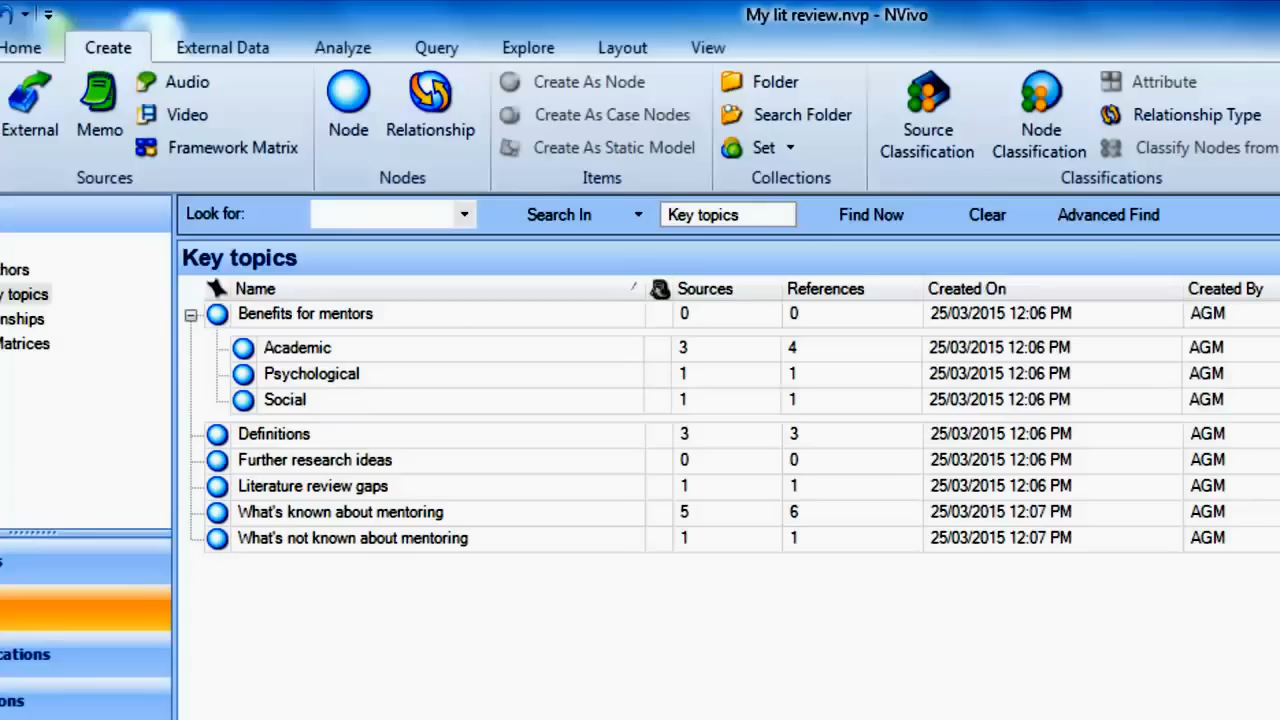 My lit review.nvp - NVivo
Home Create External Data Analyze Query Explore Layout View
External Memo Audio Video Framework Matrix
Sources
Node Relationship
Nodes
Create As Node
Create As Case Nodes
Create As Static Model
Items
Folder
Search Folder
Set
Collections
Source Classification
Node Classification
Attribute
Relationship Type
Classify Nodes from
Classifications
Look for: Search In Key topics Find Now Clear Advanced Find
hors
y topics
nships
Matrices
cations
ons
Key topics
Name Sources References Created On Created By
Benefits for mentors 0 0 25/03/2015 12:06 PM AGM
Academic 3 4 25/03/2015 12:06 PM AGM
Psychological 1 1 25/03/2015 12:06 PM AGM
Social 1 1 25/03/2015 12:06 PM AGM
Definitions 3 3 25/03/2015 12:06 PM AGM
Further research ideas 0 0 25/03/2015 12:06 PM AGM
Literature review gaps 1 1 25/03/2015 12:06 PM AGM
What's known about mentoring 5 6 25/03/2015 12:07 PM AGM
What's not known about mentoring 1 1 25/03/2015 12:07 PM AGM